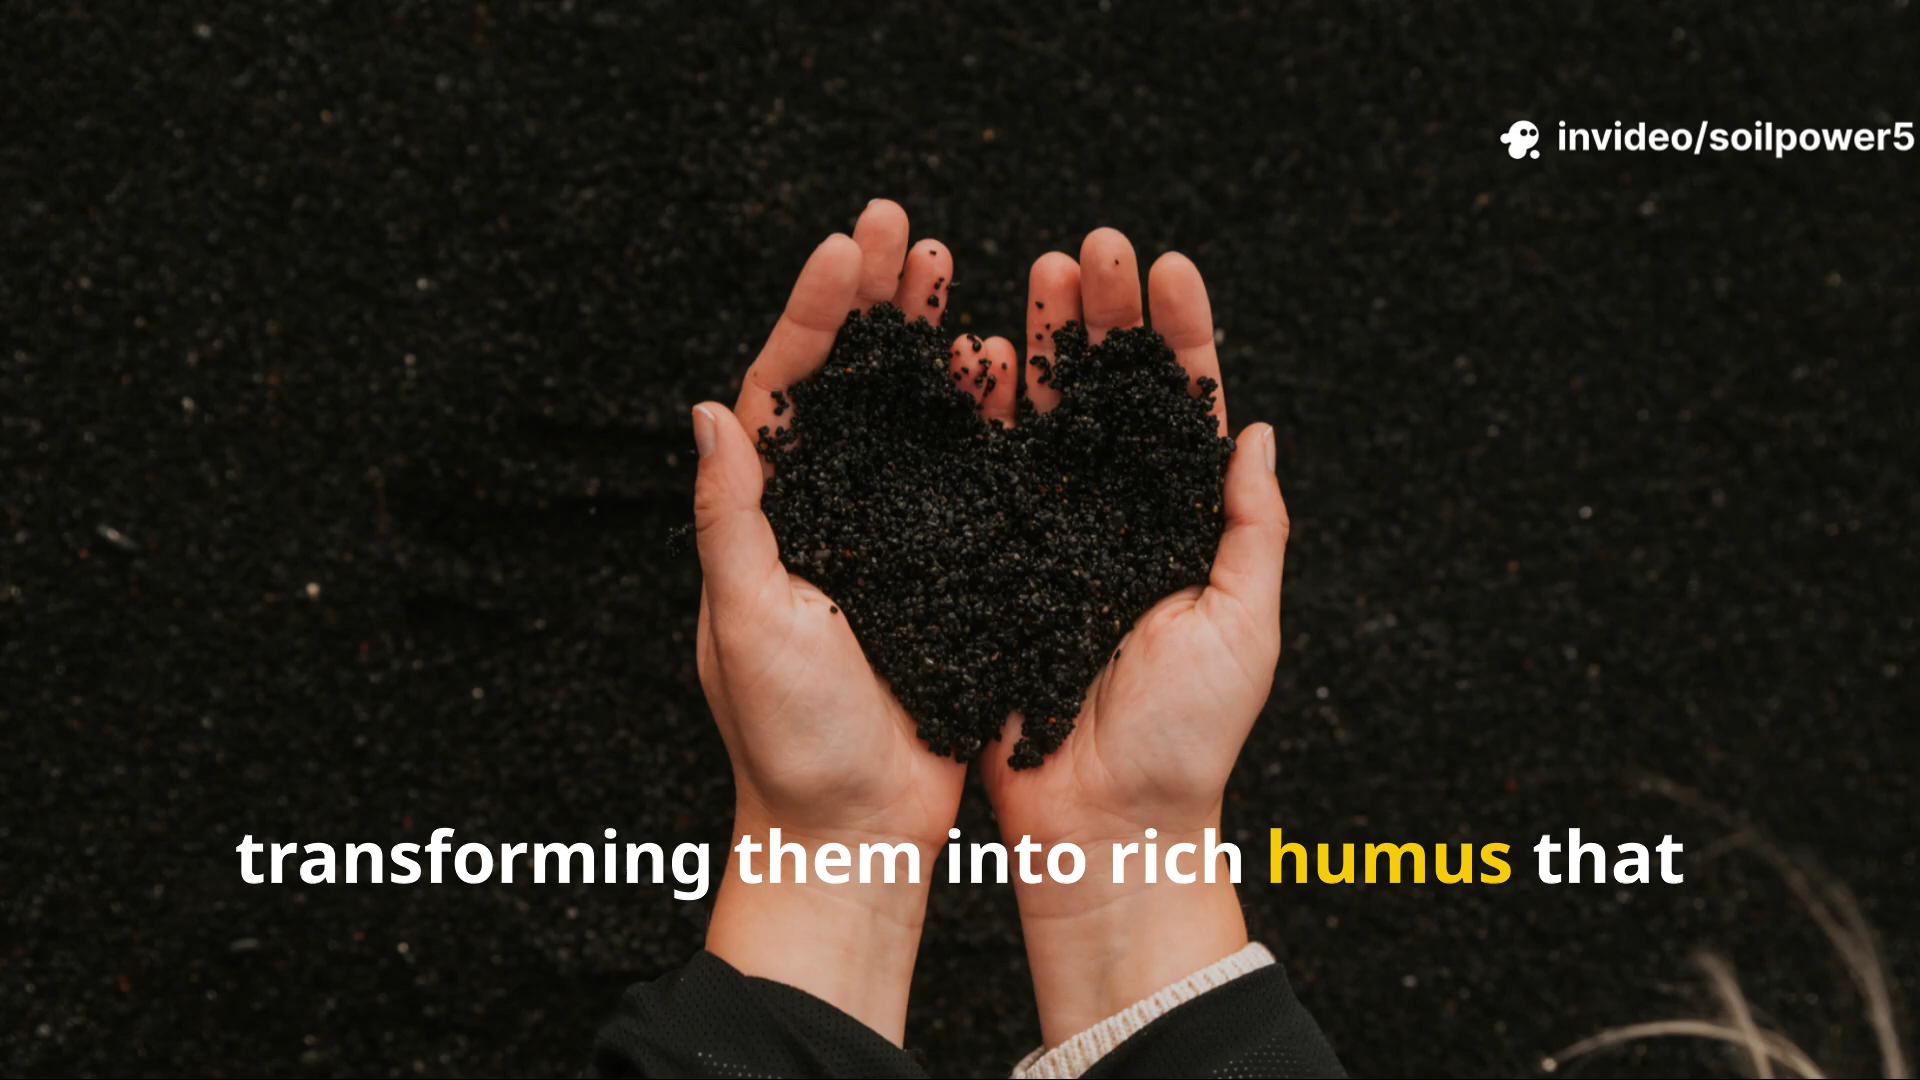 invideo/soilpower5
transforming them into rich humus that